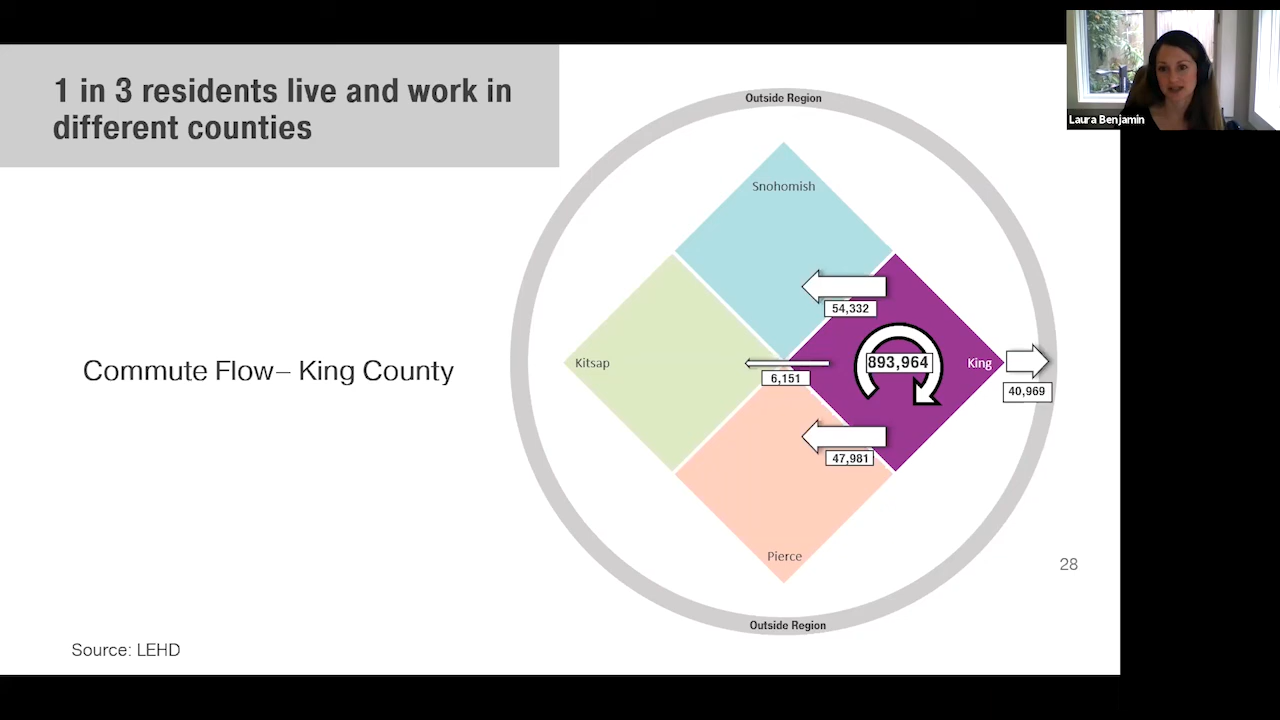 1 in 3 residents live and work in
different counties
Outside Region
Laura Benjamin
Snohomish
54,332
Commute Flow– King County
Kitsap
6,151
893,964
King
40,969
47,981
Pierce
28
Outside Region
Source: LEHD